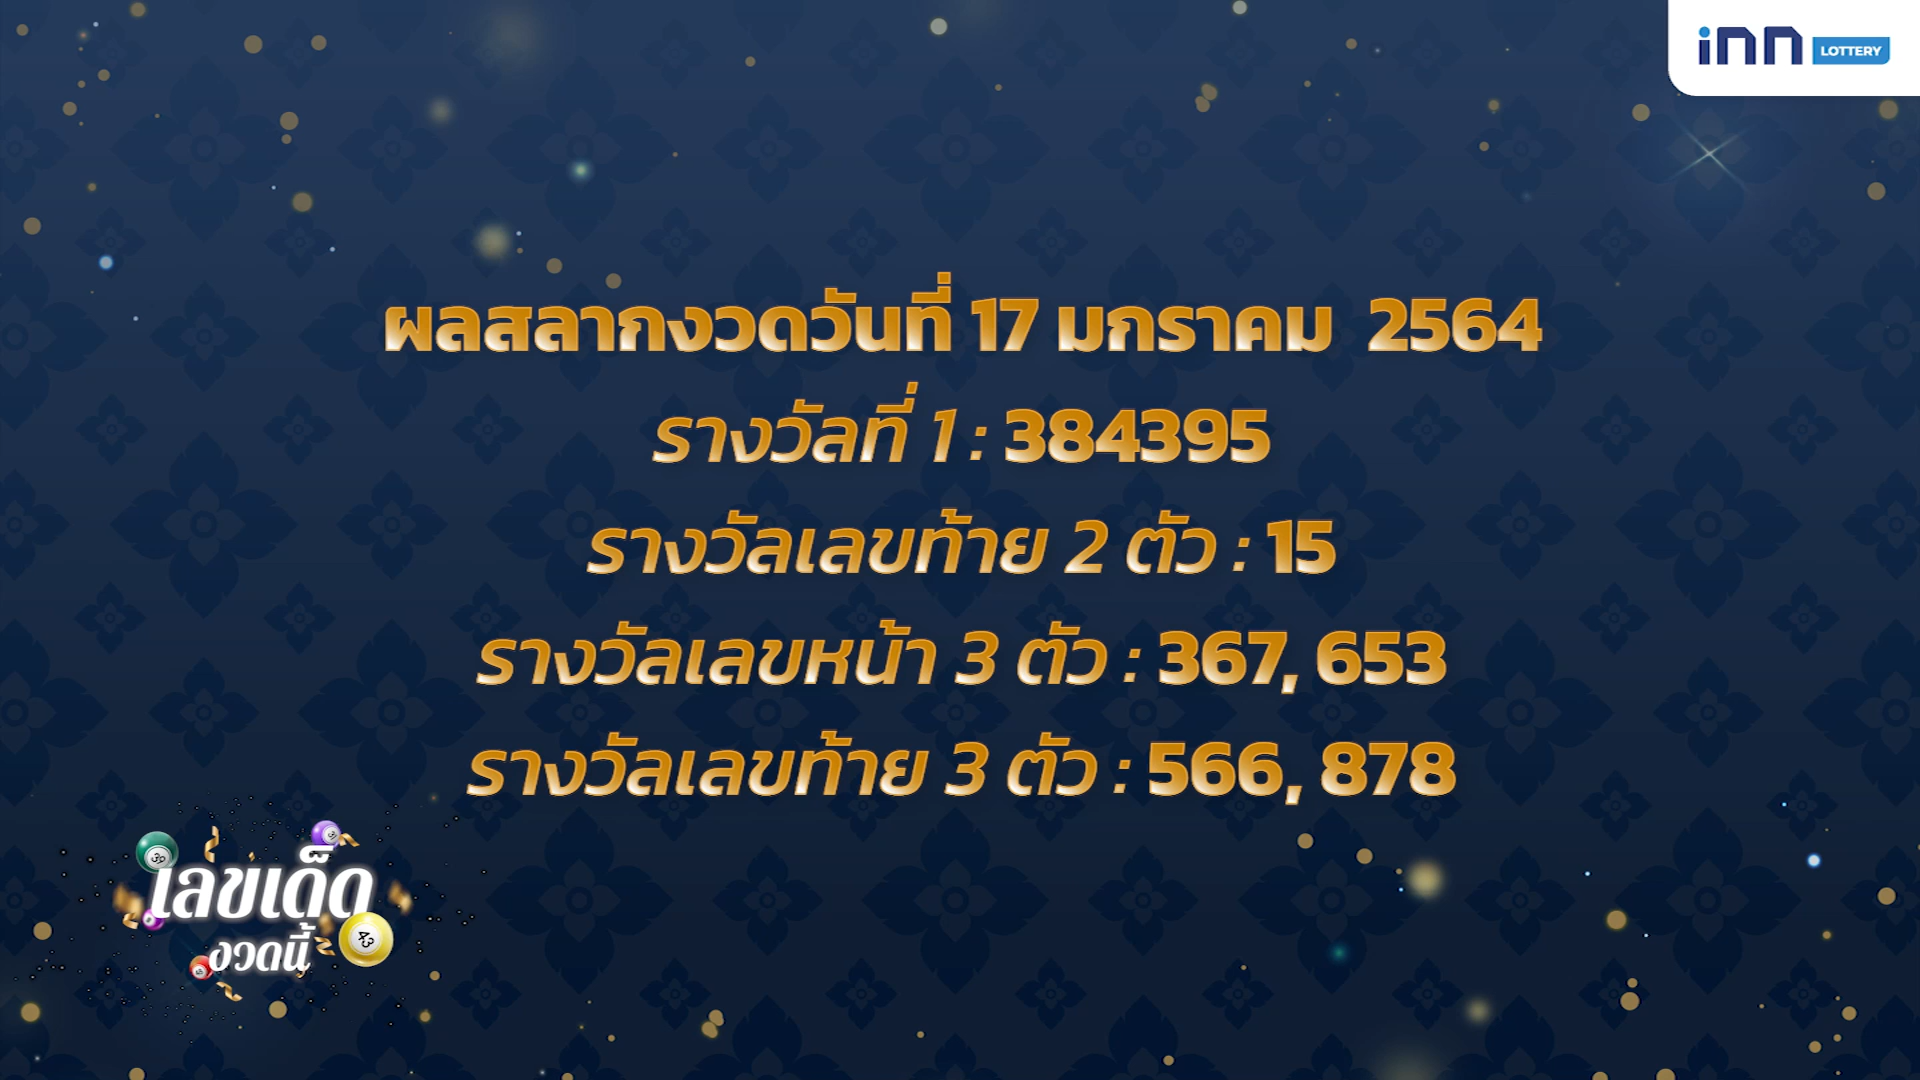 inn LOTTERY
ผลสลากงวดวันที่ 17 มกราคม 2564
รางวัลที่ 1 : 384395
รางวัลเลขท้าย 2 ตัว : 15
รางวัลเลขหน้า 3 ตัว : 367, 653
รางวัลเลขท้าย 3 ตัว : 566, 878
เลขเด็ด
งวดนี้
43